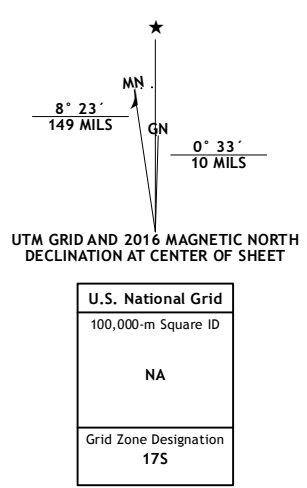 MN
8° 23´
149 MILS
GN
0° 33´
10 MILS
UTM GRID AND 2016 MAGNETIC NORTH
DECLINATION AT CENTER OF SHEET
U.S. National Grid
100,000-m Square ID
NA
Grid Zone Designation
17S